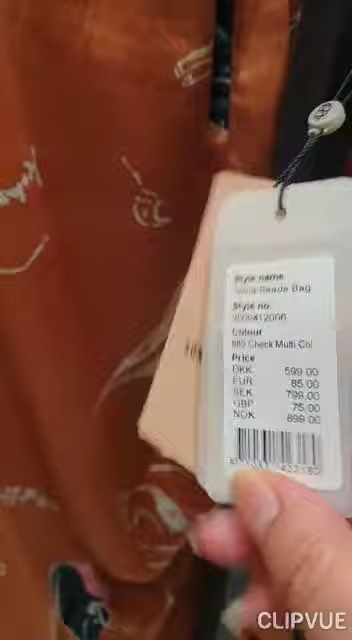 Style name
Beads Bag
Style no.
Colour
Check Multi Col
Price
DKK 599.00
EUR 85.00
SEK 799.00
GBP 75.00
NOK 899.00
CLIPVUE